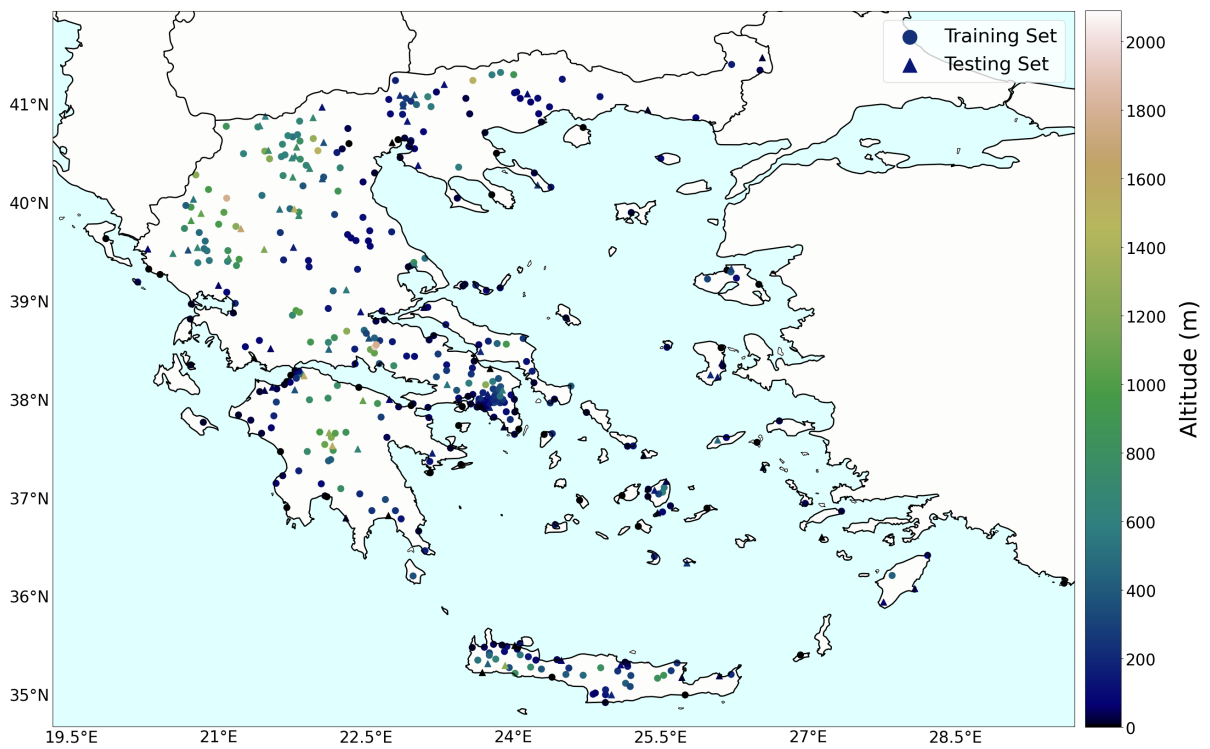 Training Set
Testing Set
41°N
40°N
39°N
38°N
37°N
36°N
35°N
19.5°E
21°E
22.5°E
24°E
25.5°E
27°E
28.5°E
2000
1800
1600
1400
1200
1000
800
600
400
200
0
Altitude (m)